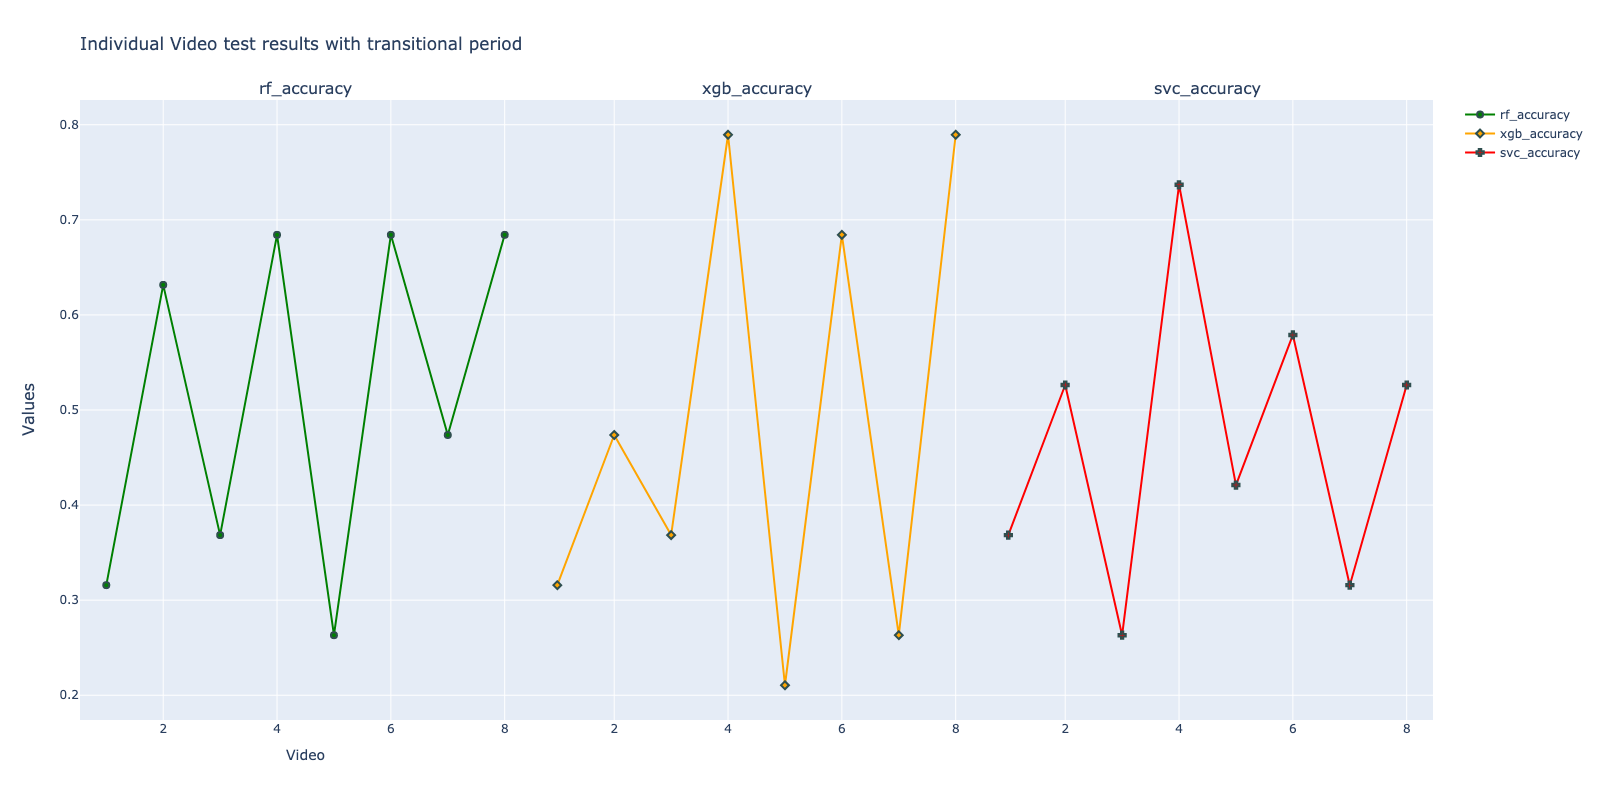 Individual Video test results with transitional period
rf_accuracy
xgb_accuracy
svc_accuracy
rf_accuracy
xgb_accuracy
svc_accuracy
Values
0.8
0.7
0.6
0.5
0.4
0.3
0.2
2 4 6 8 2 4 6 8 2 4 6 8
Video